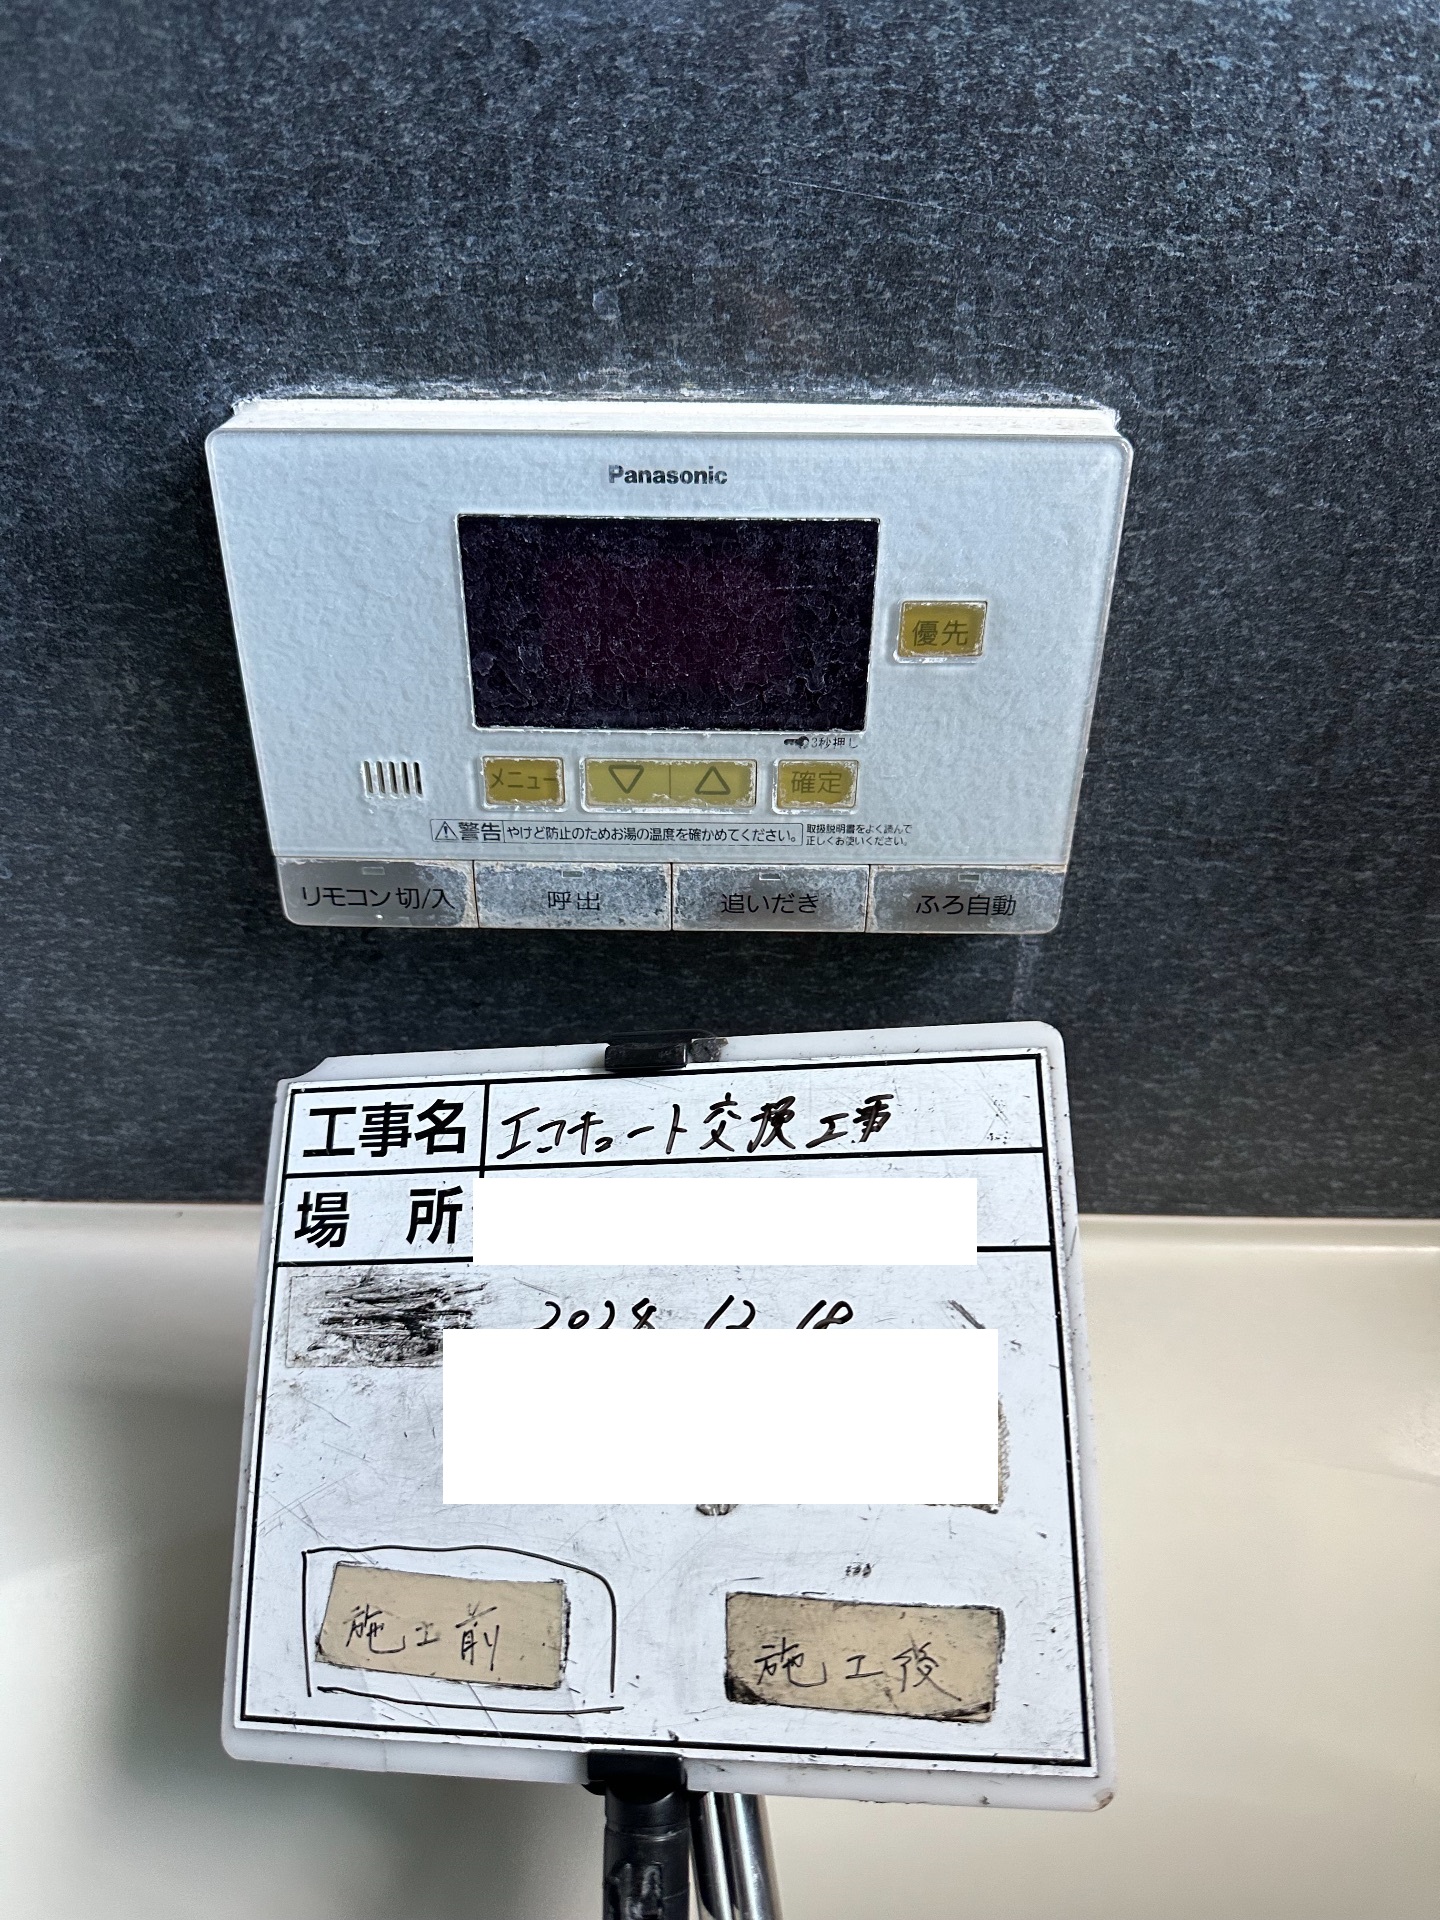 Panasonic
優先
3秒押し
メニュー ▽ △ 確定
⚠警告 やけど防止のためお湯の温度を確かめてください。 取扱説明書をよく読んで
正しくお使いください。
リモコン切/入 呼出 追いだき ふろ自動
工事名 エコキュート交換工事
場所
2024 12 18
施工前 施工後